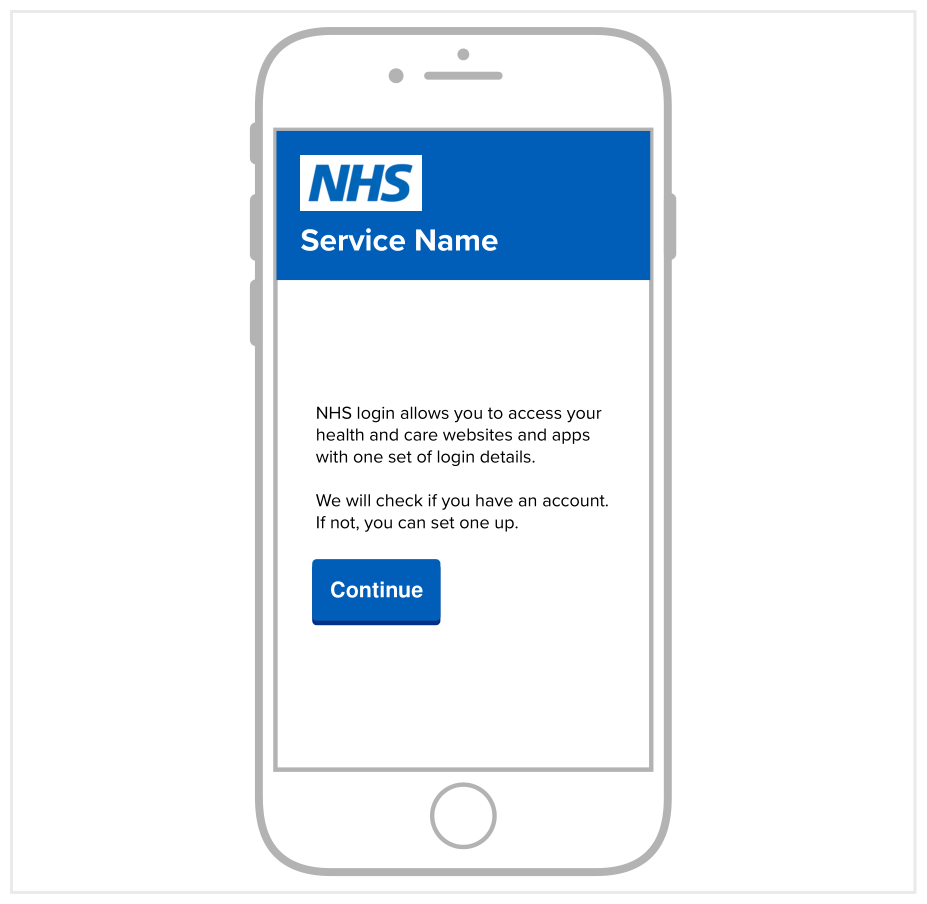 NHS
Service Name
NHS login allows you to access your
health and care websites and apps
with one set of login details.
We will check if you have an account.
If not, you can set one up.
Continue